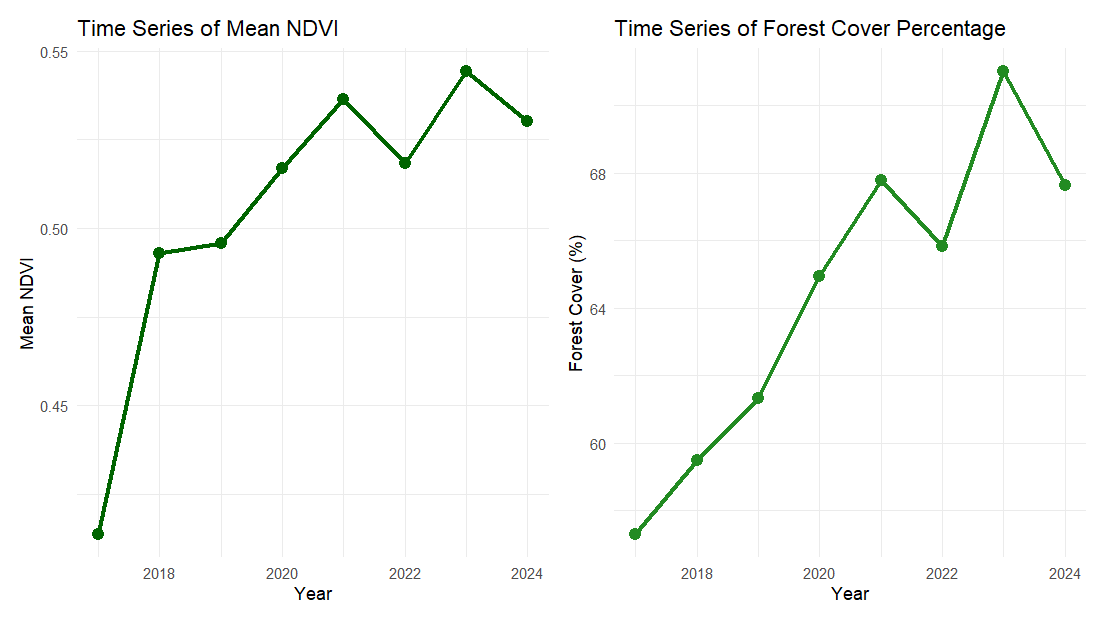 Time Series of Mean NDVI
0.55
0.50
0.45
Mean NDVI
2018 2020 2022 2024
Year
Time Series of Forest Cover Percentage
68
64
60
Forest Cover (%)
2018 2020 2022 2024
Year